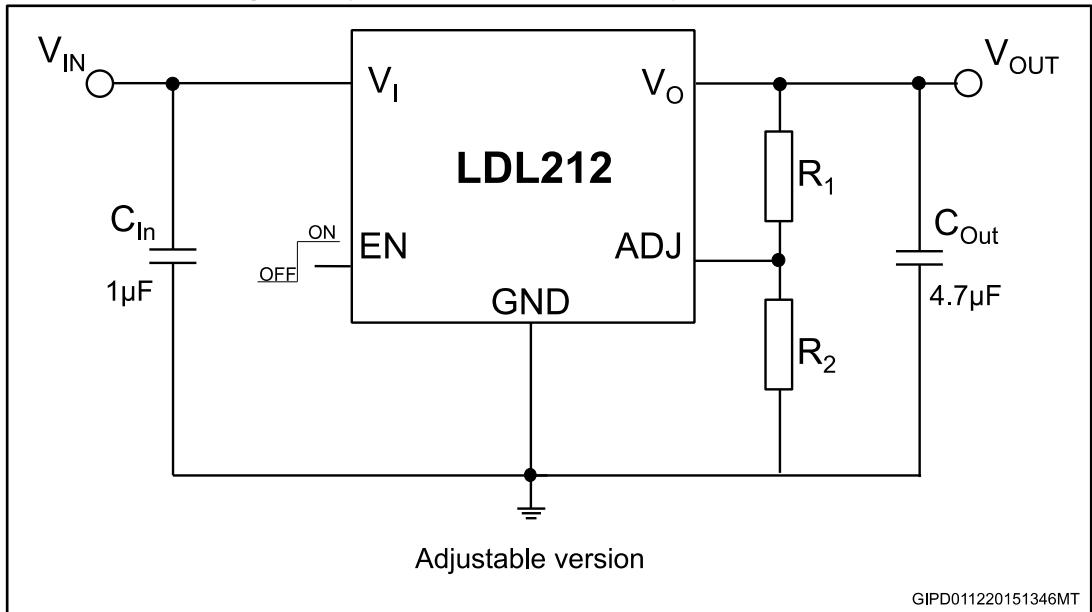 V_IN
V_OUT
V_I
V_O
LDL212
R_1
C_In
1µF
ON
OFF
EN
ADJ
C_Out
4.7µF
GND
R_2
Adjustable version
GIPD011220151346MT